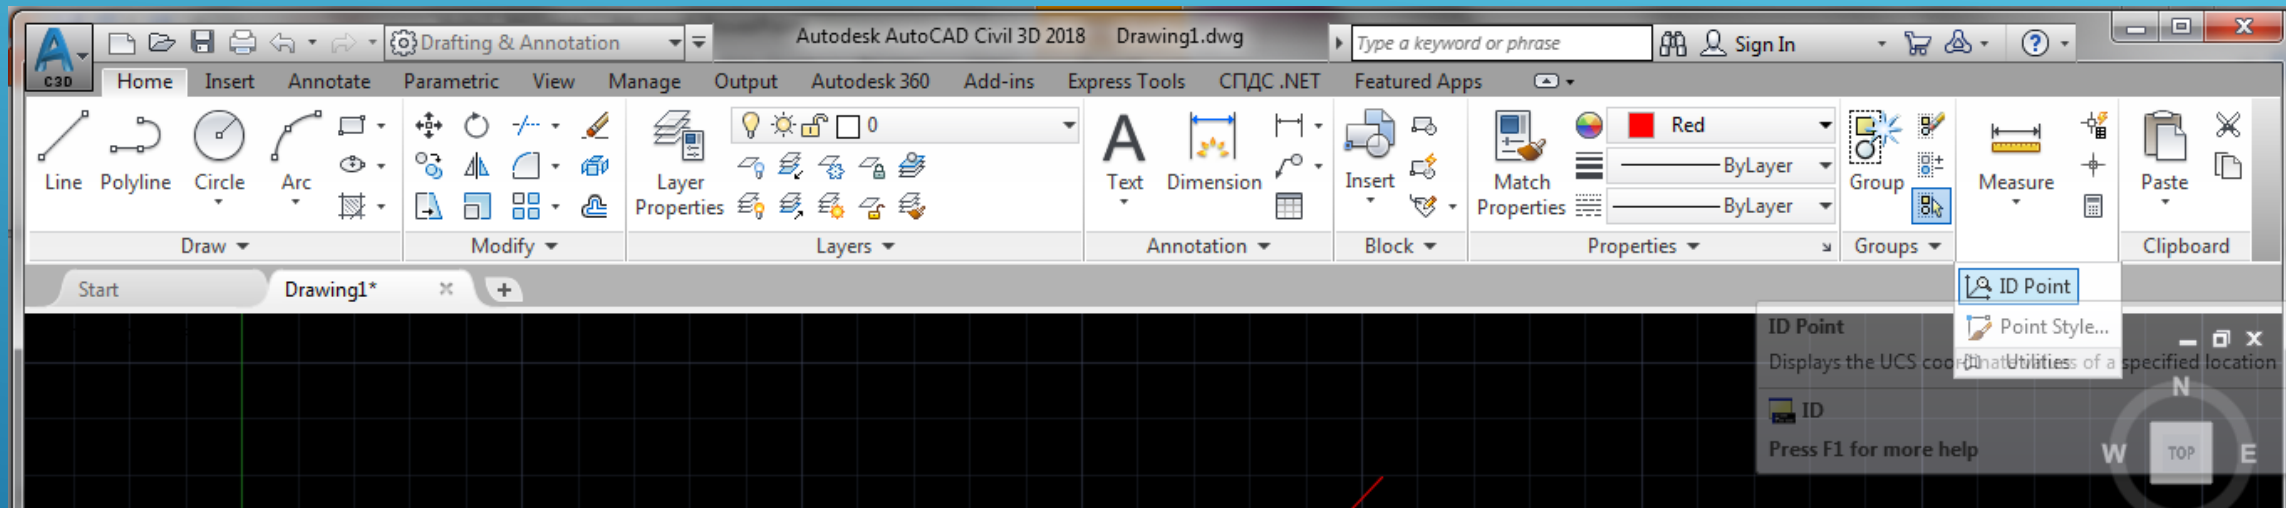 Drafting & Annotation
Autodesk AutoCAD Civil 3D 2018 Drawing1.dwg
Type a keyword or phrase
Sign In
C3D
Home Insert Annotate Parametric View Manage Output Autodesk 360 Add-ins Express Tools СПДС .NET Featured Apps
Line Polyline Circle Arc
Layer Properties
0
Text Dimension
Insert
Match Properties
Red
ByLayer
ByLayer
Group
Measure
Paste
Draw Modify Layers Annotation Block Properties Groups Clipboard
Start Drawing1*
ID Point
Point Style...
Utilities
ID Point
Displays the UCS coordinate values of a specified location
ID
Press F1 for more help
N
W TOP E